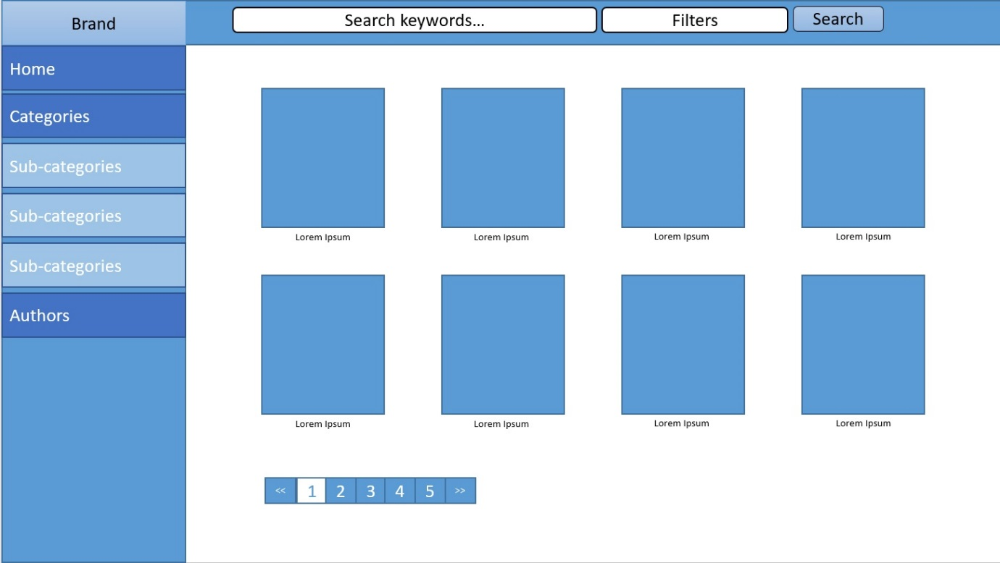 Brand
Search keywords...
Filters
Search
Home
Categories
Sub-categories
Sub-categories
Sub-categories
Authors
Lorem Ipsum
Lorem Ipsum
Lorem Ipsum
Lorem Ipsum
Lorem Ipsum
Lorem Ipsum
Lorem Ipsum
Lorem Ipsum
<< 1 2 3 4 5 >>